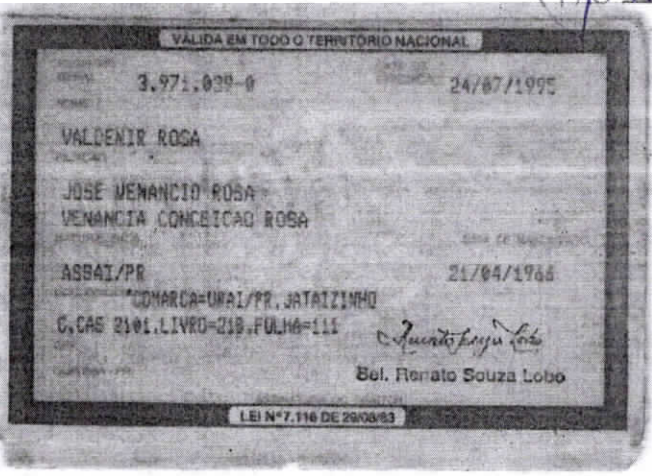 VÁLIDA EM TODO O TERRITÓRIO NACIONAL
3.971.039-0 24/07/1995
VALDENIR ROSA
JOSE VENANCIO ROSA
VENANCIA CONCEICAO ROSA
ASSAI/PR 21/04/1966
COMARCA=URAI/PR, JATAIZINHO
C.CAS 2101,LIVRO=21B,FOLHA=111
Bel. Renato Souza Lobo
LEI Nº 7.116 DE 29/08/83